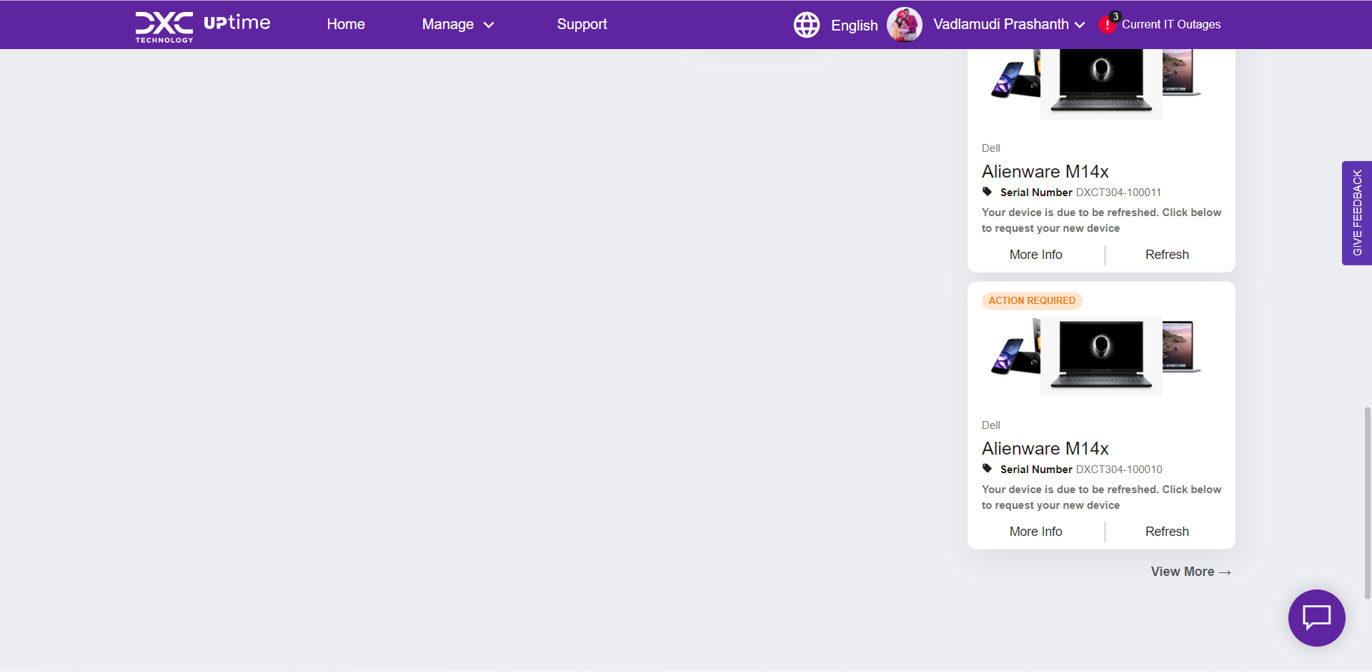 DXC TECHNOLOGY UPtime Home Manage Support English Vadlamudi Prashanth ! 3 Current IT Outages
Dell
Alienware M14x
Serial Number DXCT304-100011
Your device is due to be refreshed. Click below
to request your new device
More Info Refresh
GIVE FEEDBACK
ACTION REQUIRED
Dell
Alienware M14x
Serial Number DXCT304-100010
Your device is due to be refreshed. Click below
to request your new device
More Info Refresh
View More →